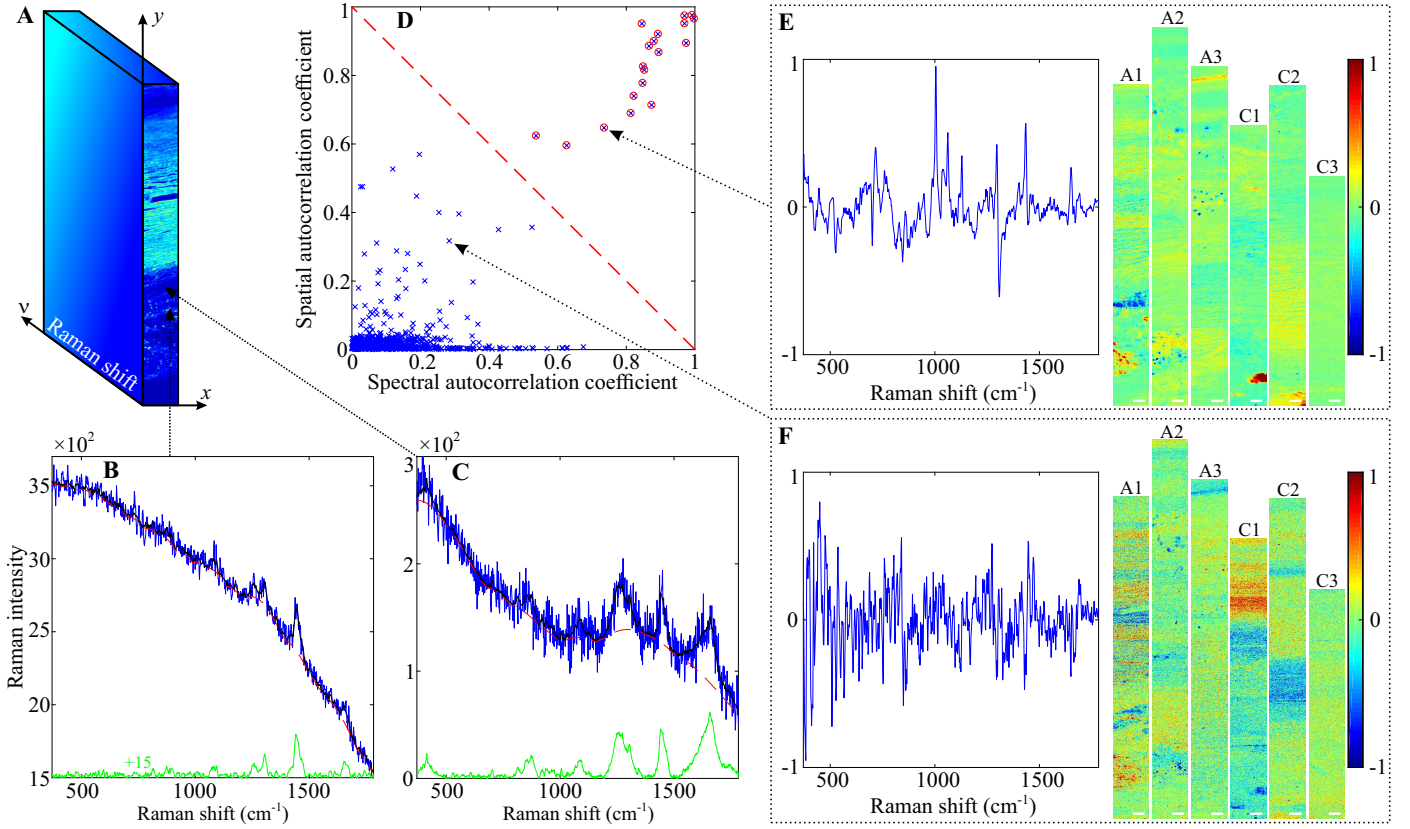 A
y
ν
Raman shift
x
D
1
0.8
0.6
0.4
0.2
0
0
0.2
0.4
0.6
0.8
1
Spatial autocorrelation coefficient
Spectral autocorrelation coefficient
E
1
0
-1
500
1000
1500
Raman shift (cm-1)
A1
A2
A3
C1
C2
C3
1
0
-1
B
×10²
35
30
25
20
15
+15
500
1000
1500
Raman intensity
Raman shift (cm-1)
C
×10²
3
2
1
0
500
1000
1500
Raman shift (cm-1)
F
1
0
-1
500
1000
1500
Raman shift (cm-1)
A1
A2
A3
C1
C2
C3
1
0
-1